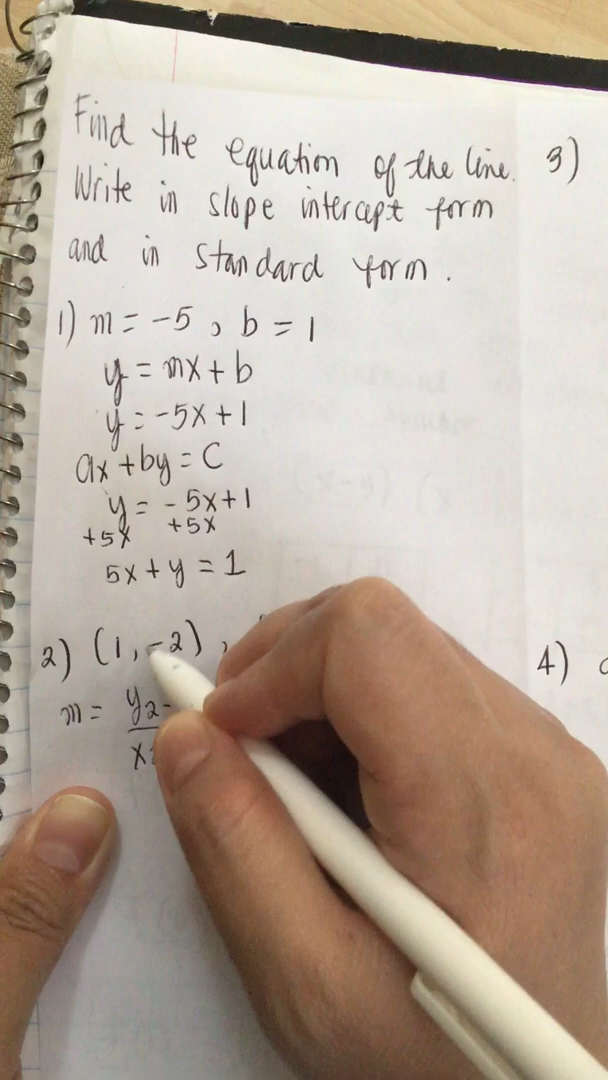 Find the equation of the line.
Write in slope intercept form
and in standard form.
1) m = -5, b = 1
y = mx + b
y = -5x + 1
ax + by = C
y = -5x + 1
+5x +5x
5x + y = 1
2) (1, -2),
m = y2 -
x
3)
4)